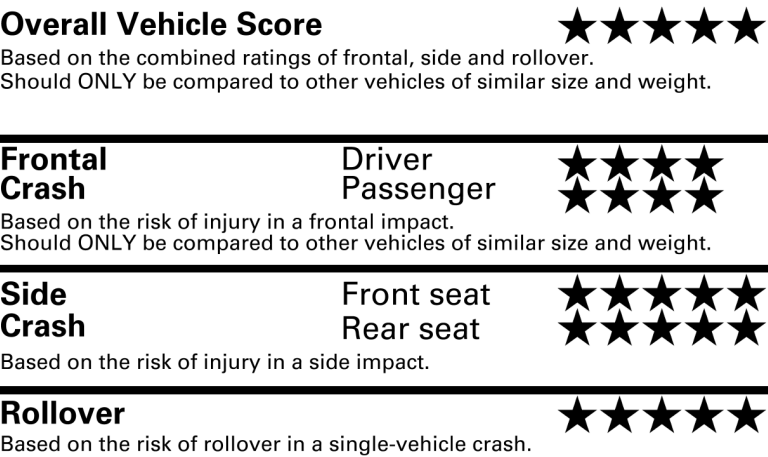 Overall Vehicle Score ★★★★★
Based on the combined ratings of frontal, side and rollover.
Should ONLY be compared to other vehicles of similar size and weight.
Frontal Driver ★★★★
Crash Passenger ★★★★
Based on the risk of injury in a frontal impact.
Should ONLY be compared to other vehicles of similar size and weight.
Side Front seat ★★★★★
Crash Rear seat ★★★★★
Based on the risk of injury in a side impact.
Rollover ★★★★★
Based on the risk of rollover in a single-vehicle crash.